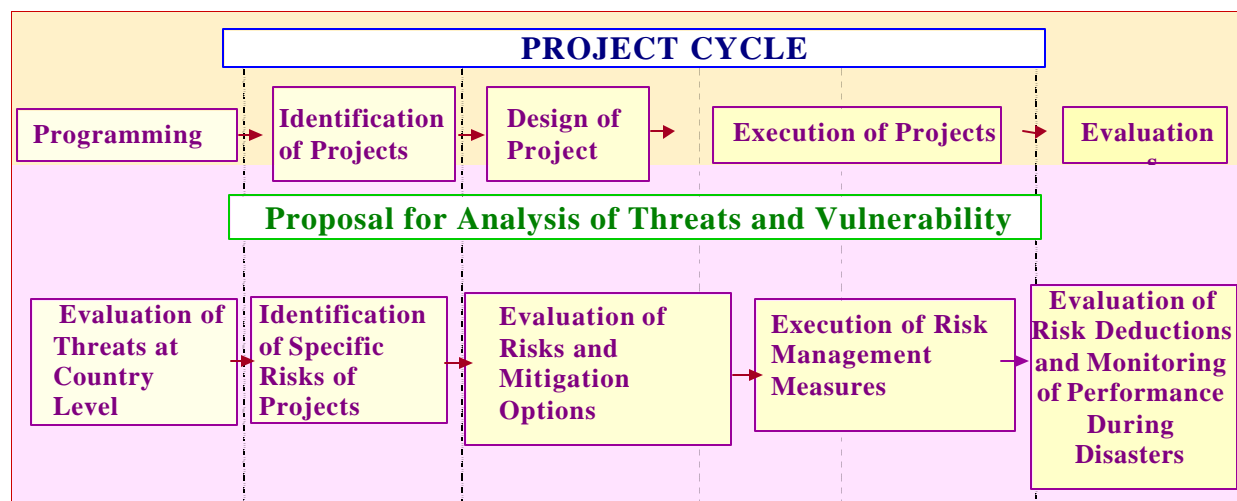 PROJECT CYCLE
Programming
Identification
of Projects
Design of
Project
Execution of Projects
Evaluation
s
Proposal for Analysis of Threats and Vulnerability
Evaluation of
Threats at
Country
Level
Identification
of Specific
Risks of
Projects
Evaluation of
Risks and
Mitigation
Options
Execution of Risk
Management
Measures
Evaluation of
Risk Deductions
and Monitoring
of Performance
During
Disasters